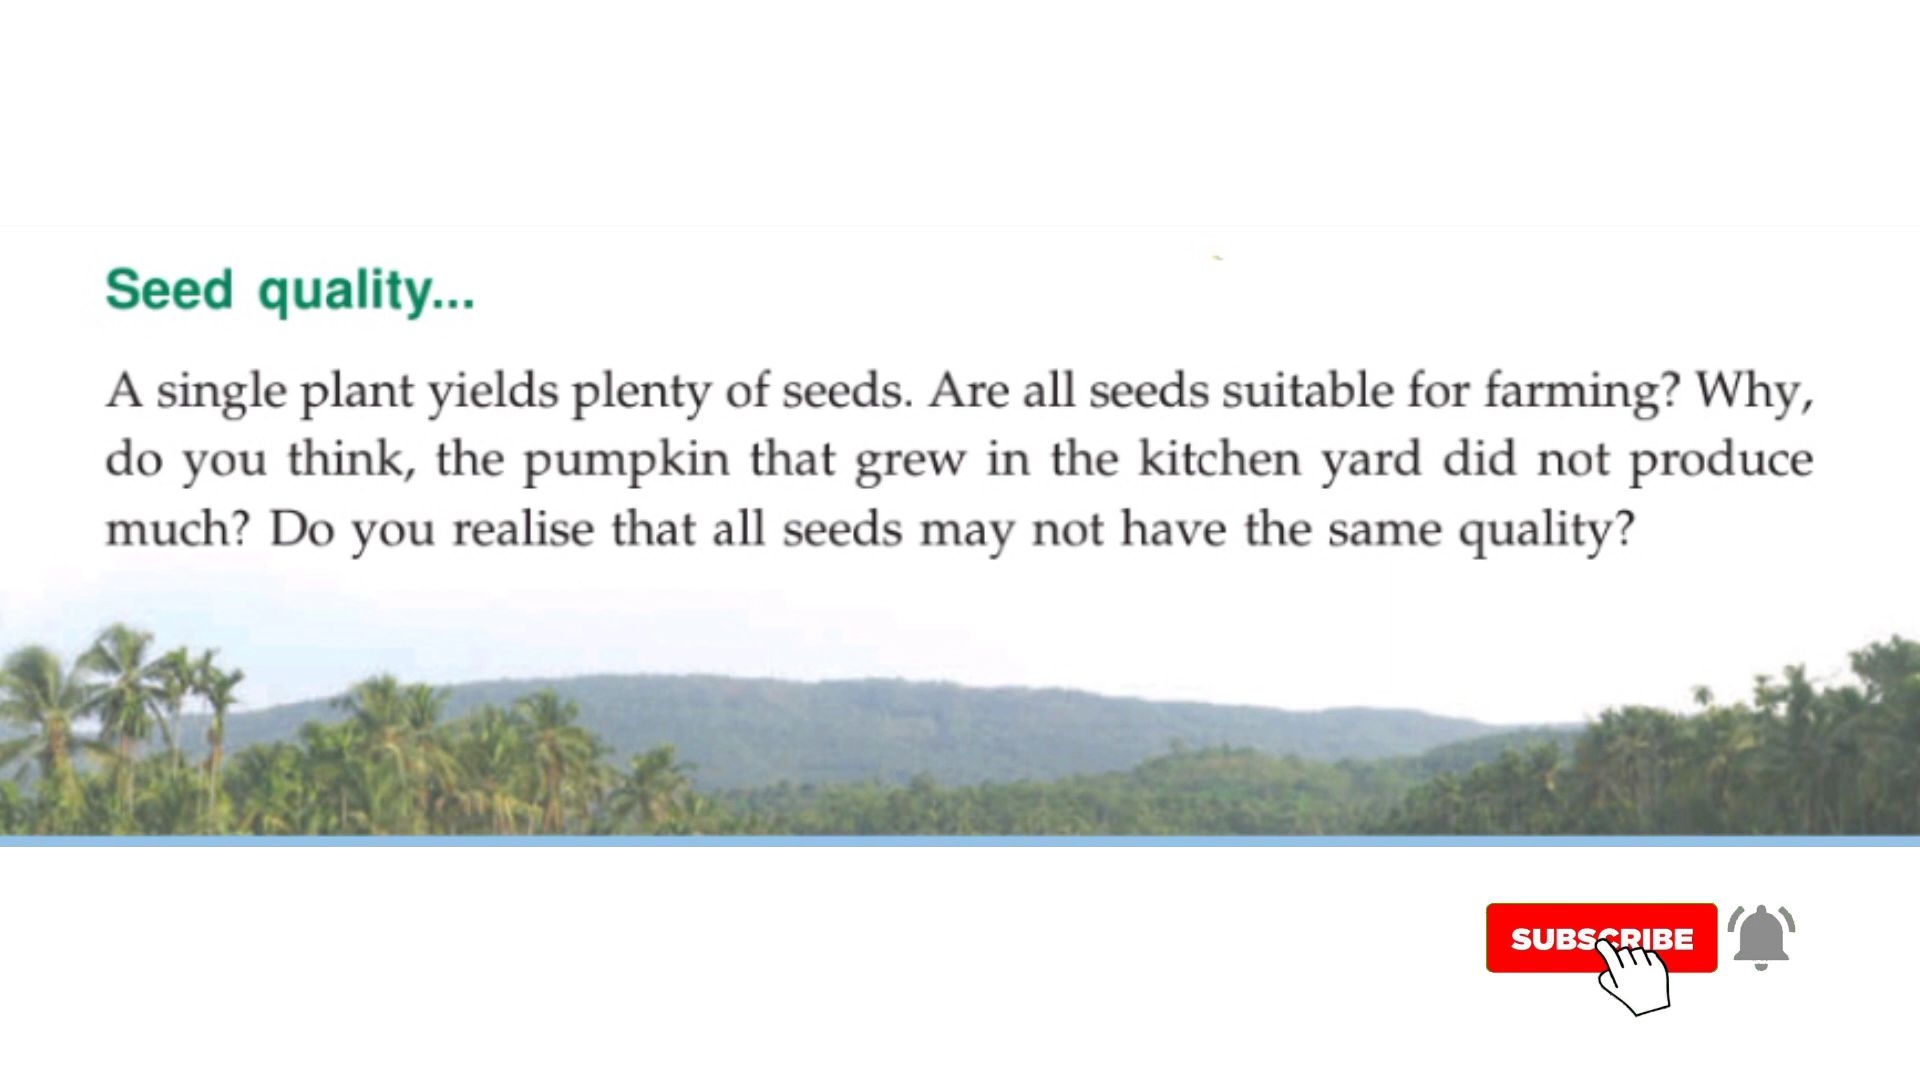 Seed quality...
A single plant yields plenty of seeds. Are all seeds suitable for farming? Why,
do you think, the pumpkin that grew in the kitchen yard did not produce
much? Do you realise that all seeds may not have the same quality?
SUBSCRIBE